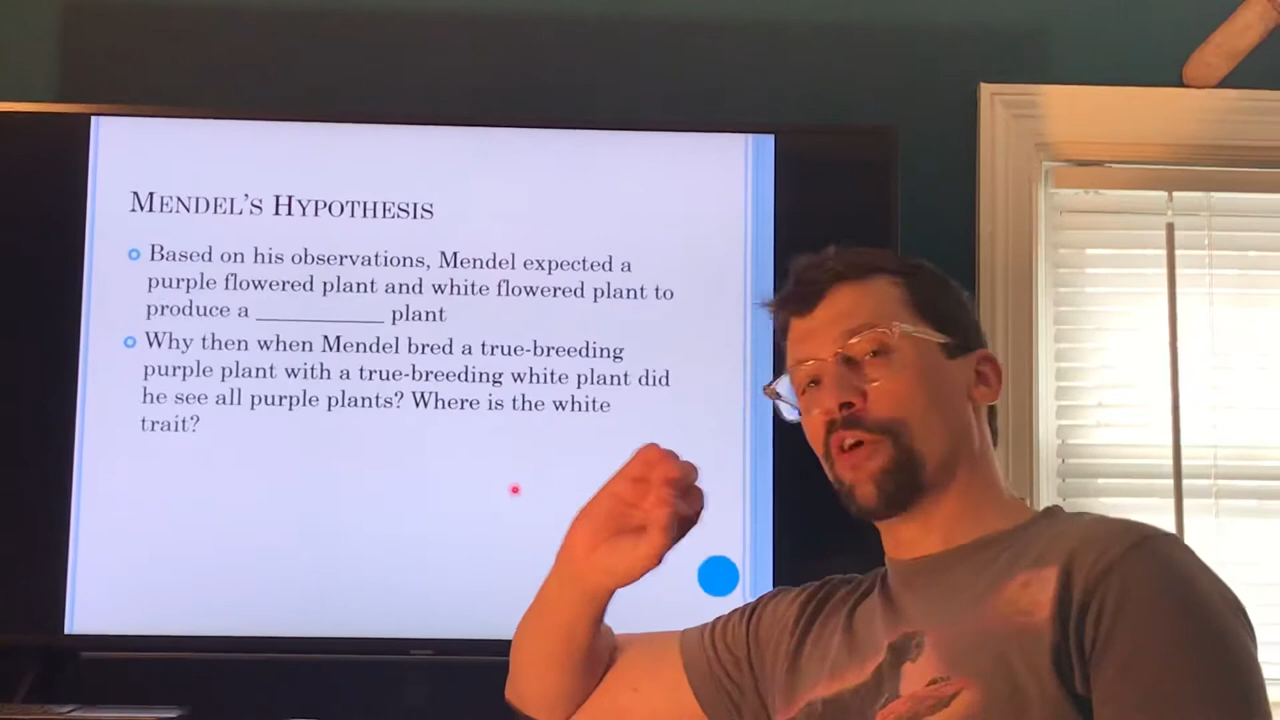 MENDEL'S HYPOTHESIS
Based on his observations, Mendel expected a
purple flowered plant and white flowered plant to
produce a ___________ plant
Why then when Mendel bred a true-breeding
purple plant with a true-breeding white plant did
he see all purple plants? Where is the white
trait?